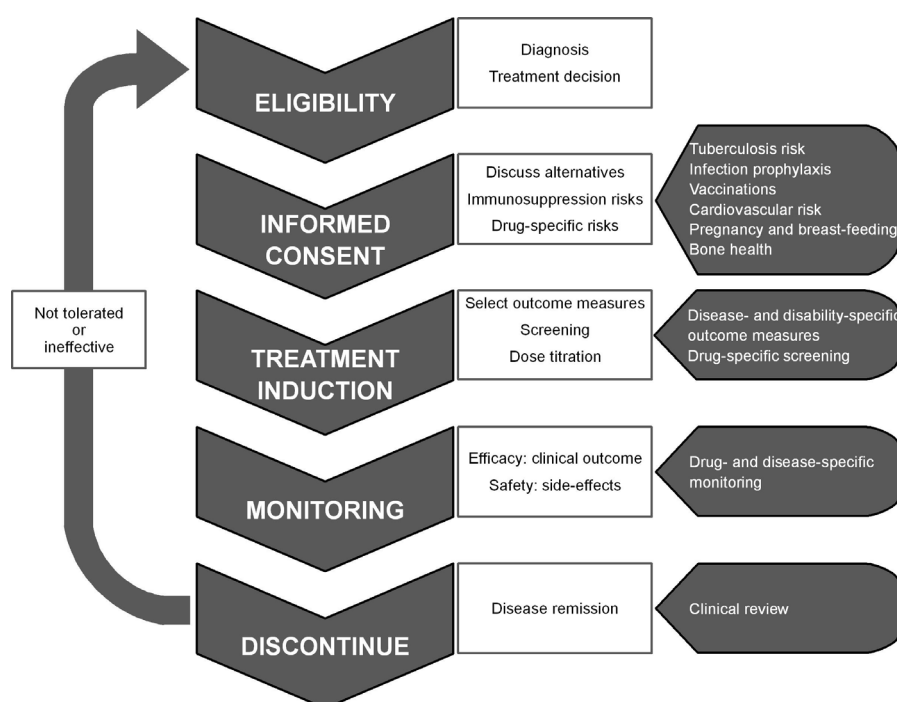 Diagnosis
Treatment decision
ELIGIBILITY
Discuss alternatives
Immunosuppression risks
Drug-specific risks
INFORMED
CONSENT
Tuberculosis risk
Infection prophylaxis
Vaccinations
Cardiovascular risk
Pregnancy and breast-feeding
Bone health
Not tolerated
or
ineffective
Select outcome measures
Screening
Dose titration
TREATMENT
INDUCTION
Disease- and disability-specific
outcome measures
Drug-specific screening
Efficacy: clinical outcome
Safety: side-effects
MONITORING
Drug- and disease-specific
monitoring
Disease remission
DISCONTINUE
Clinical review